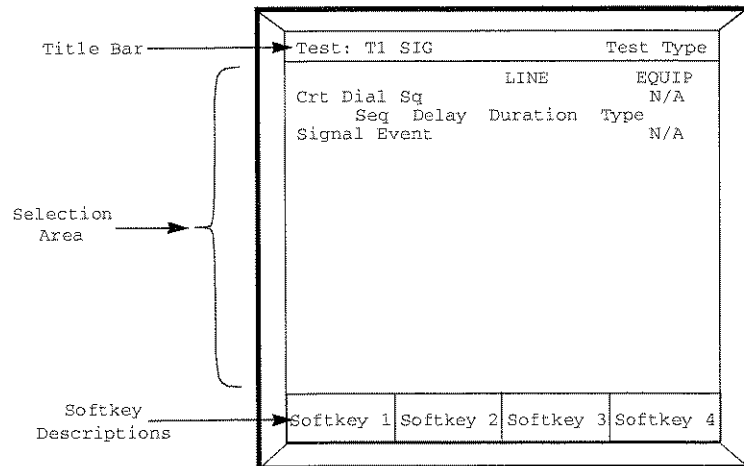 Title Bar
Test: T1 SIG Test Type
LINE EQUIP
Crt Dial Sq N/A
Seq Delay Duration Type
Signal Event N/A
Selection
Area
Softkey
Descriptions
Softkey 1 Softkey 2 Softkey 3 Softkey 4